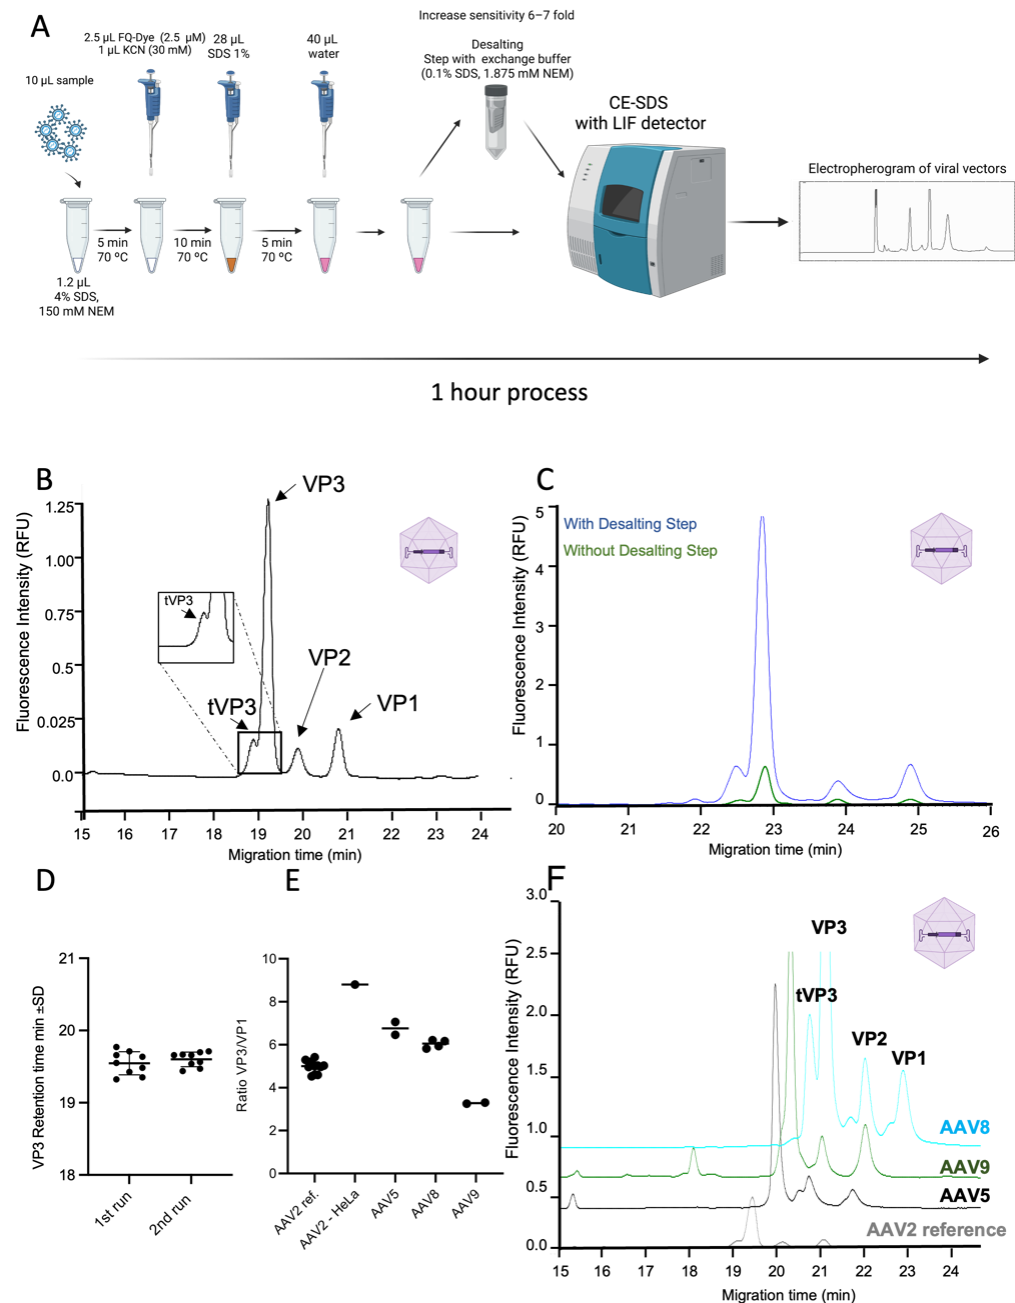 A
Increase sensitivity 6–7 fold
2.5 µL FQ-Dye (2.5 µM)
1 µL KCN (30 mM)
28 µL
SDS 1%
40 µL
water
Desalting
Step with exchange buffer
(0.1% SDS, 1.875 mM NEM)
10 µL sample
CE-SDS
with LIF detector
Electropherogram of viral vectors
5 min
70 ºC
10 min
70 ºC
5 min
70 ºC
1.2 µL
4% SDS,
150 mM NEM
1 hour process
B
Fluorescence Intensity (RFU)
1.25
1.00
0.75
0.5
0.025
0.0
VP3
tVP3
tVP3
VP2
VP1
15 16 17 18 19 20 21 22 23 24
Migration time (min)
C
Fluorescence Intensity (RFU)
5
4
3
2
1
0
With Desalting Step
Without Desalting Step
20 21 22 23 24 25 26
Migration time (min)
D
VP3 Retention time min ±SD
21
20
19
18
1st run
2nd run
E
Ratio VP3/VP1
10
8
6
4
2
0
AAV2 ref.
AAV2 - HeLa
AAV5
AAV8
AAV9
F
Fluorescence Intensity (RFU)
3.0
2.5
2.0
1.5
1.0
0.5
0.0
VP3
tVP3
VP2
VP1
AAV8
AAV9
AAV5
AAV2 reference
15 16 17 18 19 20 21 22 23 24
Migration time (min)